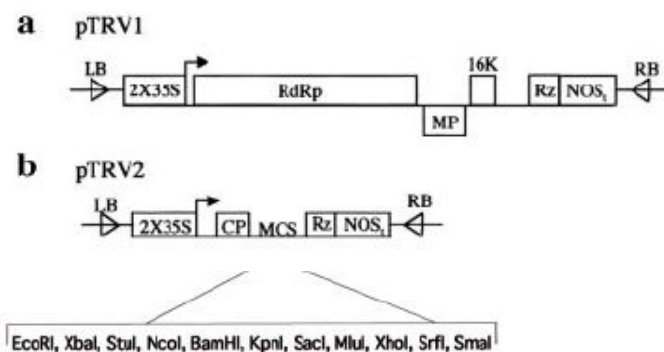 a pTRV1
LB 2X35S RdRp MP 16K Rz NOSt RB
b pTRV2
LB 2X35S CP MCS Rz NOSt RB
EcoRI, XbaI, StuI, NcoI, BamHI, KpnI, SacI, MluI, XhoI, SrfI, SmaI